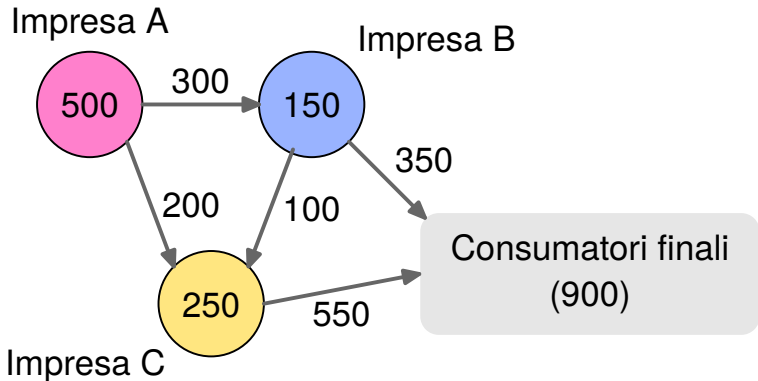 Impresa A
Impresa B
300
500
150
350
200
100
Consumatori finali
(900)
250
550
Impresa C